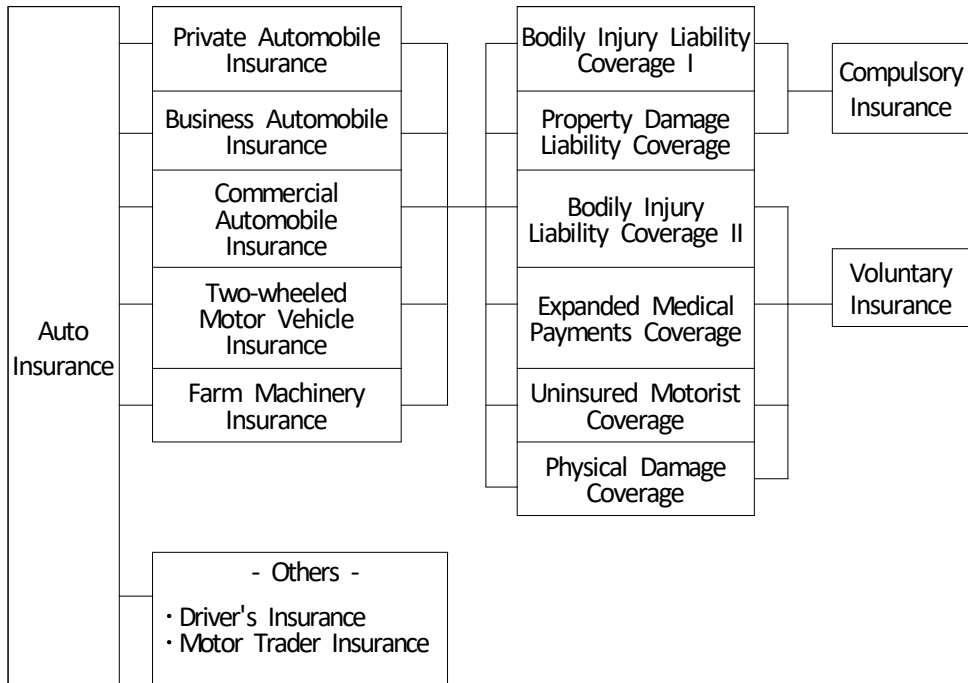 Auto
Insurance
Private Automobile
Insurance
Business Automobile
Insurance
Commercial
Automobile
Insurance
Two-wheeled
Motor Vehicle
Insurance
Farm Machinery
Insurance
- Others -
· Driver's Insurance
· Motor Trader Insurance
Bodily Injury Liability
Coverage I
Property Damage
Liability Coverage
Bodily Injury
Liability Coverage II
Expanded Medical
Payments Coverage
Uninsured Motorist
Coverage
Physical Damage
Coverage
Compulsory
Insurance
Voluntary
Insurance